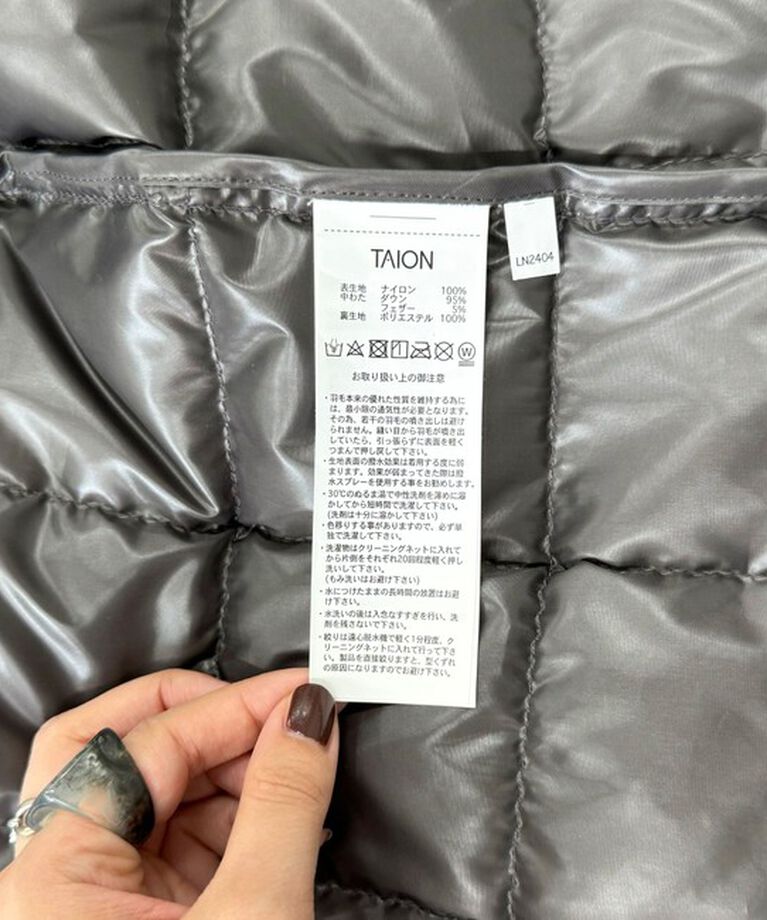 TAION
LN2404
表生地 ナイロン 100%
中わた ダウン 95%
フェザー 5%
裏生地 ポリエステル 100%
W
お取り扱い上の御注意
・羽毛本来の優れた性質を維持する為に
は、最小限の通気性が必要となります。
その為、若干の羽毛の噴き出しは避け
られません。縫い目から羽毛が噴き出
していたら、引っ張らずに表面を軽く
つまんで押し戻して下さい。
・生地表面の撥水効果は着用する度に弱
まります。効果が弱まってきた際は撥
水スプレーを使用する事をお勧めします。
・30℃のぬるま湯で中性洗剤を薄めに溶
かしてから短時間で洗濯して下さい。
(洗剤は十分に溶かして下さい)
・色移りする事がありますので、必ず単
独で洗濯して下さい。
・洗濯物はクリーニングネットに入れて
から片側をそれぞれ20回程度軽く押し
洗いして下さい。
(もみ洗いはお避け下さい)
・水につけたままの長時間の放置はお避
け下さい。
・水洗いの後は入念なすすぎを行い、洗
剤を残さないで下さい。
・絞りは遠心脱水機で軽く1分程度、ク
リーニングネットに入れて行って下さ
い。製品を直接絞りますと、型くずれ
の原因になりますのでお避け下さい。